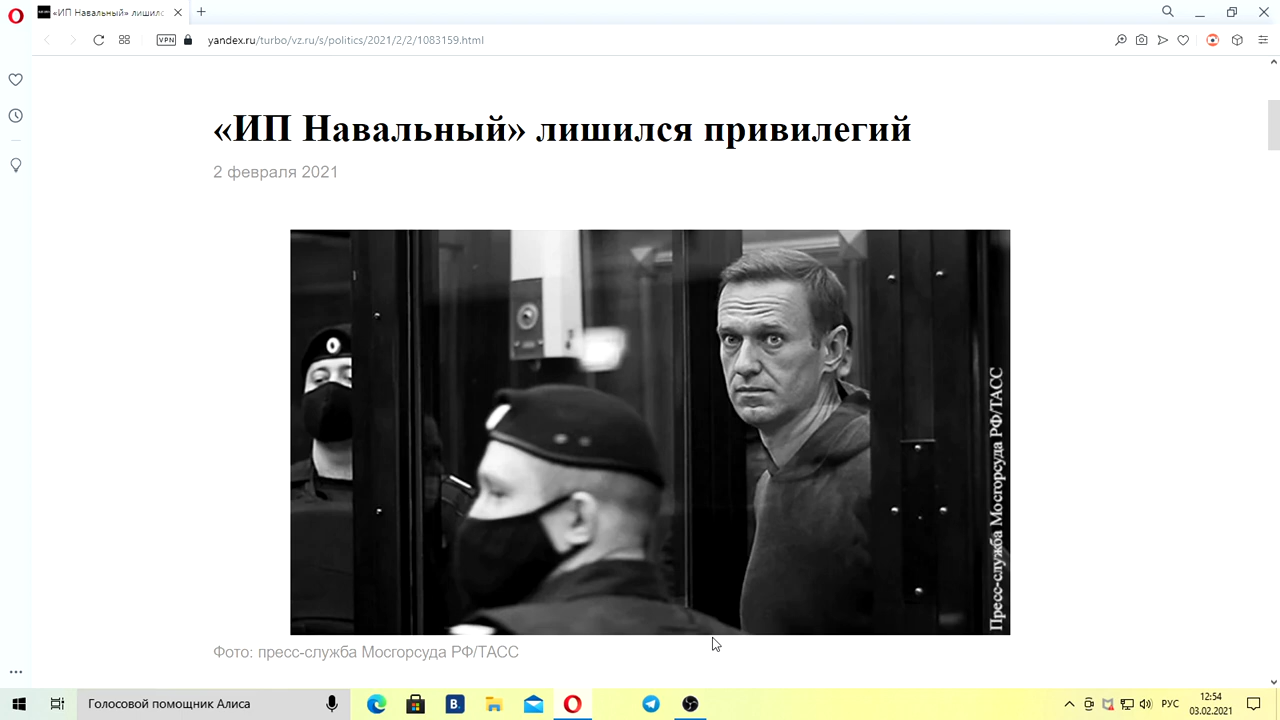 «ИП Навальный» лишилс
yandex.ru/turbo/vz.ru/s/politics/2021/2/2/1083159.html
VPN
«ИП Навальный» лишился привилегий
2 февраля 2021
Пресс-служба Мосгорсуда РФ/ТАСС
Фото: пресс-служба Мосгорсуда РФ/ТАСС
Голосовой помощник Алиса
B.
РУС
12:54
03.02.2021